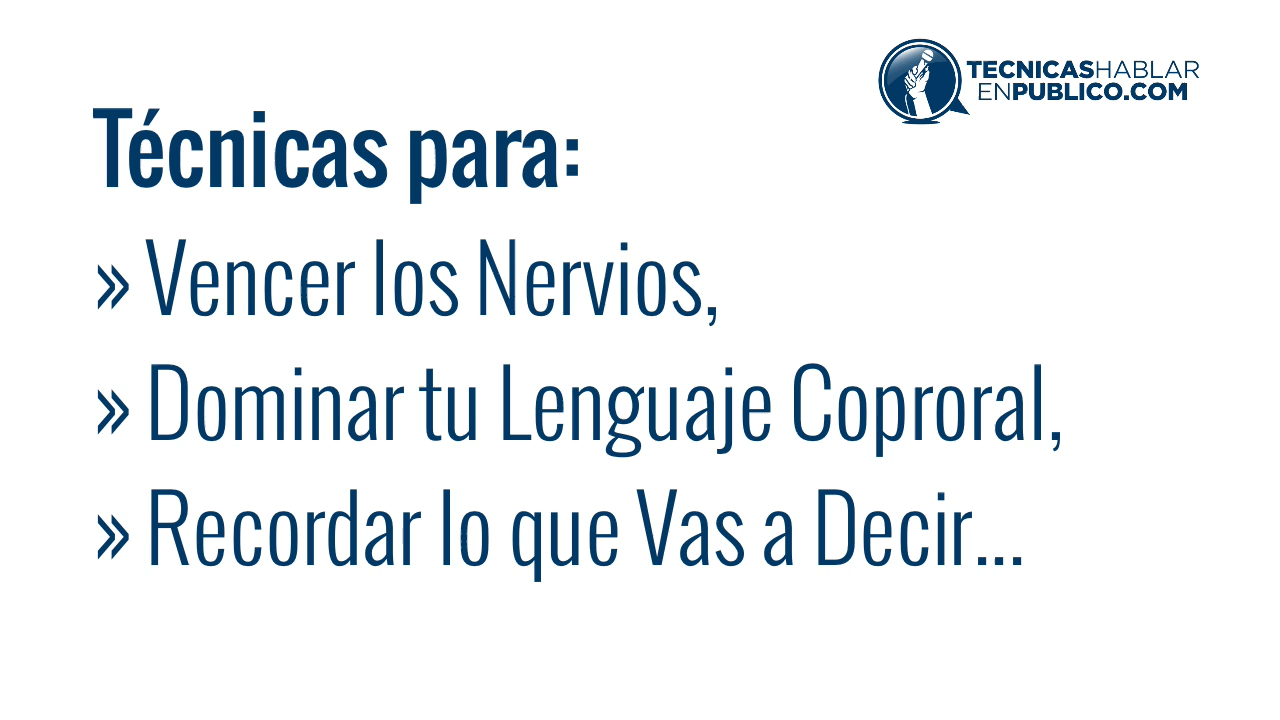 TECNICASHABLAR
ENPUBLICO.COM
Técnicas para:
» Vencer los Nervios,
» Dominar tu Lenguaje Coproral,
» Recordar lo que Vas a Decir...